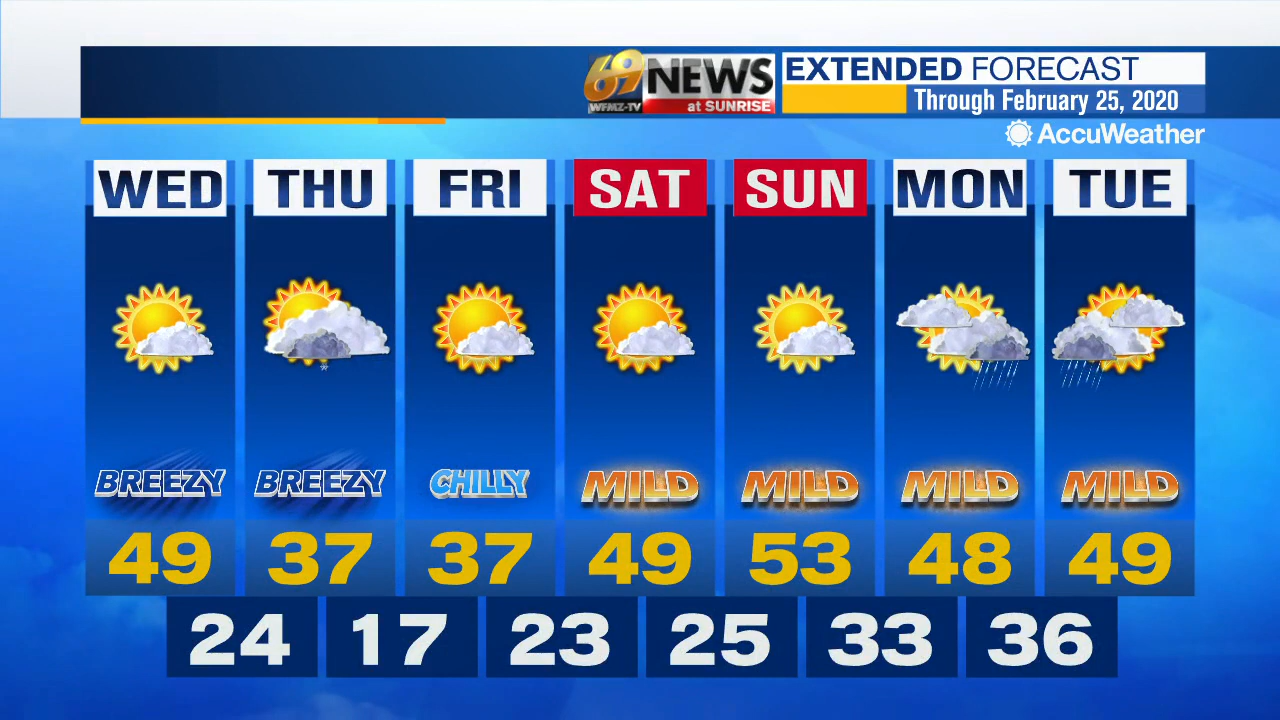 69 NEWS
WFMZ-TV at SUNRISE
EXTENDED FORECAST
Through February 25, 2020
AccuWeather
WED THU FRI SAT SUN MON TUE
BREEZY BREEZY CHILLY MILD MILD MILD MILD
49 37 37 49 53 48 49
24 17 23 25 33 36